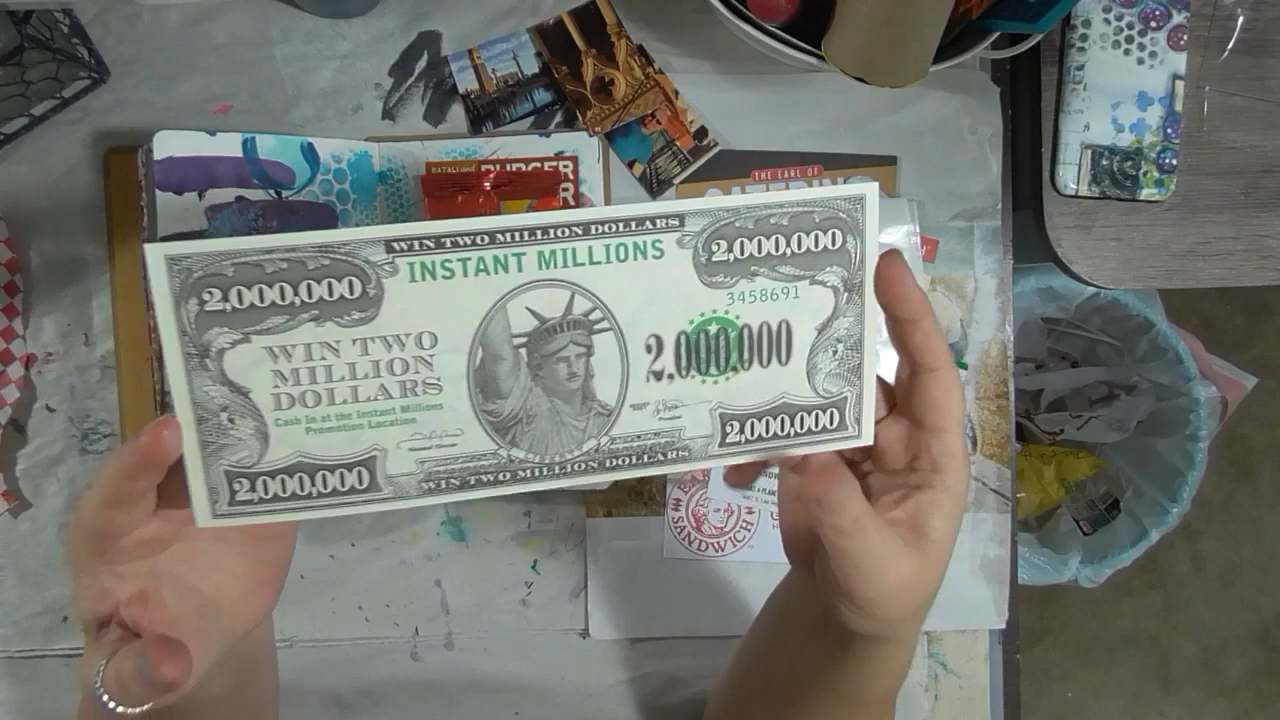 BATALI and BURGER
THE EARL OF
WIN TWO MILLION DOLLARS
INSTANT MILLIONS
2,000,000
2,000,000
3458691
WIN TWO
MILLION
DOLLARS
2,000,000
Cash In at the Instant Millions
Promotion Location
2,000,000
2,000,000
WIN TWO MILLION DOLLARS
SANDWICH